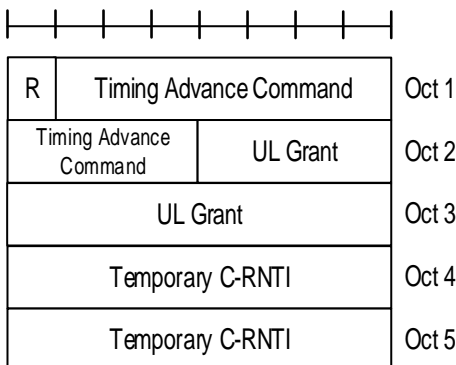 R Timing Advance Command Oct 1
Timing Advance
Command UL Grant Oct 2
UL Grant Oct 3
Temporary C-RNTI Oct 4
Temporary C-RNTI Oct 5